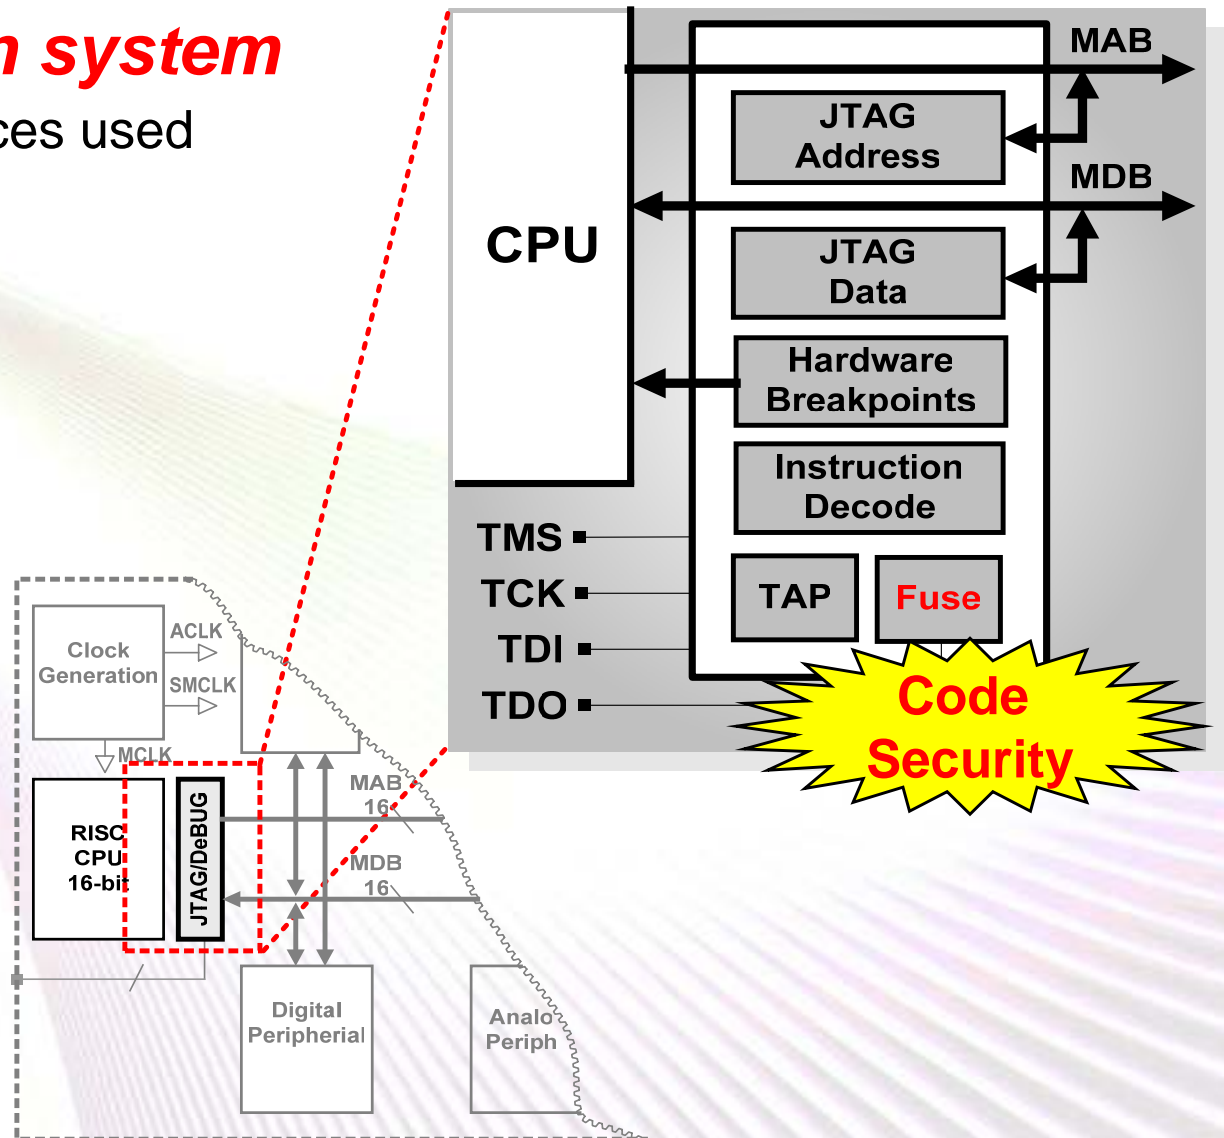 n system
ces used
MAB
JTAG
Address
MDB
CPU
JTAG
Data
Hardware
Breakpoints
Instruction
Decode
TMS
TCK
TDI
TDO
TAP
Fuse
Code
Security
Clock
Generation
ACLK
SMCLK
MCLK
RISC
CPU
16-bit
JTAG/DeBUG
MAB
16
MDB
16
Digital
Peripherial
Analo
Periph